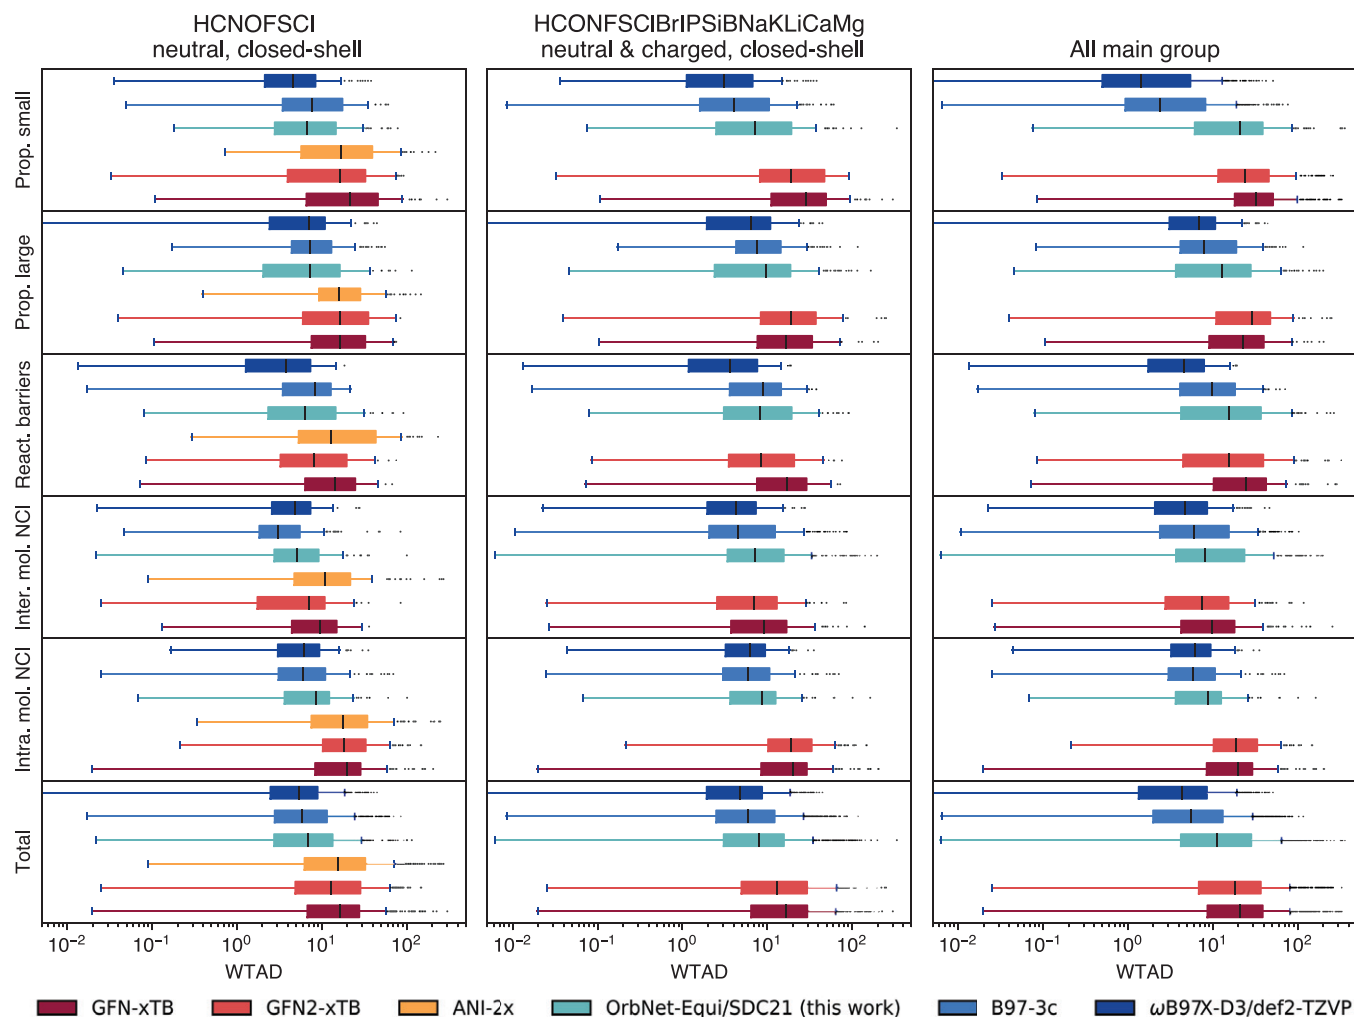 HCNOFSCl
neutral, closed-shell
HCONFSClBrIPSiBNaKLiCaMg
neutral & charged, closed-shell
All main group
Prop. small
Prop. large
React. barriers
Inter. mol. NCI
Intra. mol. NCI
Total
10⁻² 10⁻¹ 10⁰ 10¹ 10²
WTAD
10⁻² 10⁻¹ 10⁰ 10¹ 10²
WTAD
10⁻² 10⁻¹ 10⁰ 10¹ 10²
WTAD
GFN-xTB GFN2-xTB ANI-2x OrbNet-Equi/SDC21 (this work) B97-3c ωB97X-D3/def2-TZVP